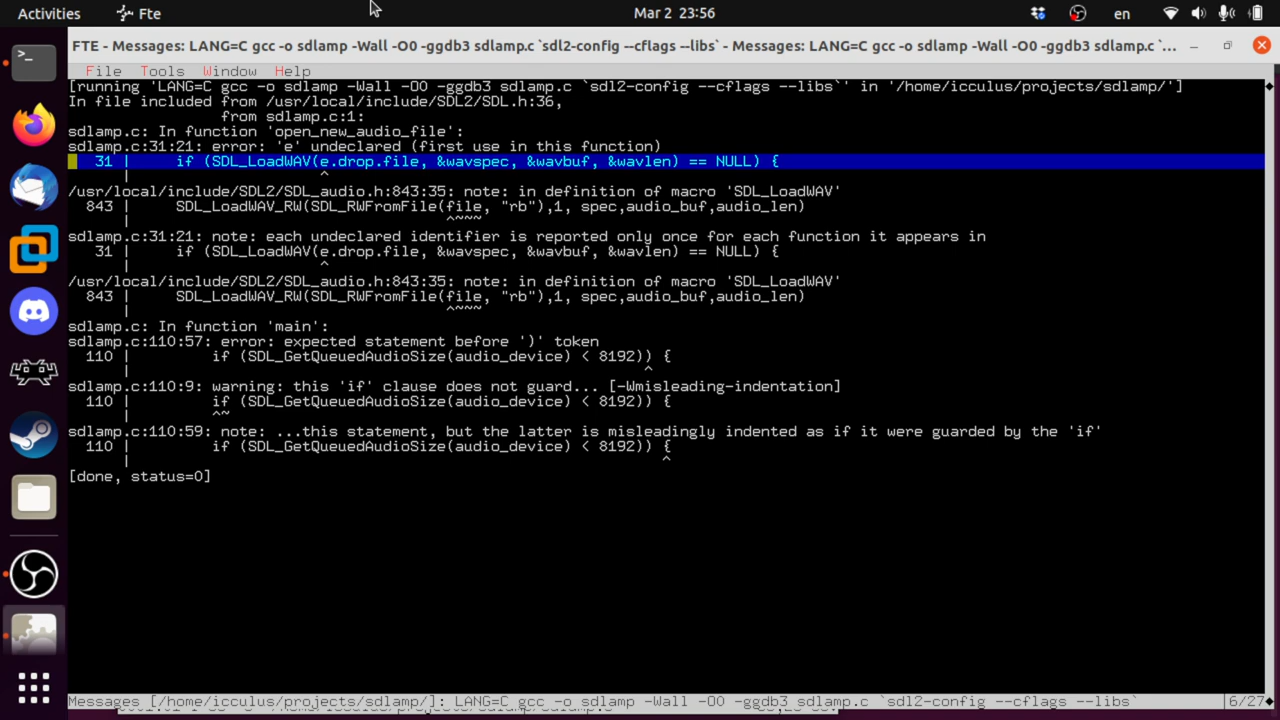 Activities
Fte
Mar 2 23:56
en
FTE - Messages: LANG=C gcc -o sdlamp -Wall -O0 -ggdb3 sdlamp.c `sdl2-config --cflags --libs` - Messages: LANG=C gcc -o sdlamp -Wall -O0 -ggdb3 sdlamp.c `...
File Tools Window Help
[running 'LANG=C gcc -o sdlamp -Wall -O0 -ggdb3 sdlamp.c `sdl2-config --cflags --libs`' in '/home/icculus/projects/sdlamp/']
In file included from /usr/local/include/SDL2/SDL.h:36,
                 from sdlamp.c:1:
sdlamp.c: In function 'open_new_audio_file':
sdlamp.c:31:21: error: 'e' undeclared (first use in this function)
   31 |     if (SDL_LoadWAV(e.drop.file, &wavspec, &wavbuf, &wavlen) == NULL) {
      |                     ^
/usr/local/include/SDL2/SDL_audio.h:843:35: note: in definition of macro 'SDL_LoadWAV'
  843 |     SDL_LoadWAV_RW(SDL_RWFromFile(file, "rb"),1, spec,audio_buf,audio_len)
      |                                   ^~~~
sdlamp.c:31:21: note: each undeclared identifier is reported only once for each function it appears in
   31 |     if (SDL_LoadWAV(e.drop.file, &wavspec, &wavbuf, &wavlen) == NULL) {
      |                     ^
/usr/local/include/SDL2/SDL_audio.h:843:35: note: in definition of macro 'SDL_LoadWAV'
  843 |     SDL_LoadWAV_RW(SDL_RWFromFile(file, "rb"),1, spec,audio_buf,audio_len)
      |                                   ^~~~
sdlamp.c: In function 'main':
sdlamp.c:110:57: error: expected statement before ')' token
  110 |         if (SDL_GetQueuedAudioSize(audio_device) < 8192)) {
      |                                                         ^
sdlamp.c:110:9: warning: this 'if' clause does not guard... [-Wmisleading-indentation]
  110 |         if (SDL_GetQueuedAudioSize(audio_device) < 8192)) {
      |         ^~
sdlamp.c:110:59: note: ...this statement, but the latter is misleadingly indented as if it were guarded by the 'if'
  110 |         if (SDL_GetQueuedAudioSize(audio_device) < 8192)) {
      |                                                           ^
[done, status=0]
Messages [/home/icculus/projects/sdlamp/]: LANG=C gcc -o sdlamp -Wall -O0 -ggdb3 sdlamp.c `sdl2-config --cflags --libs`
6/27